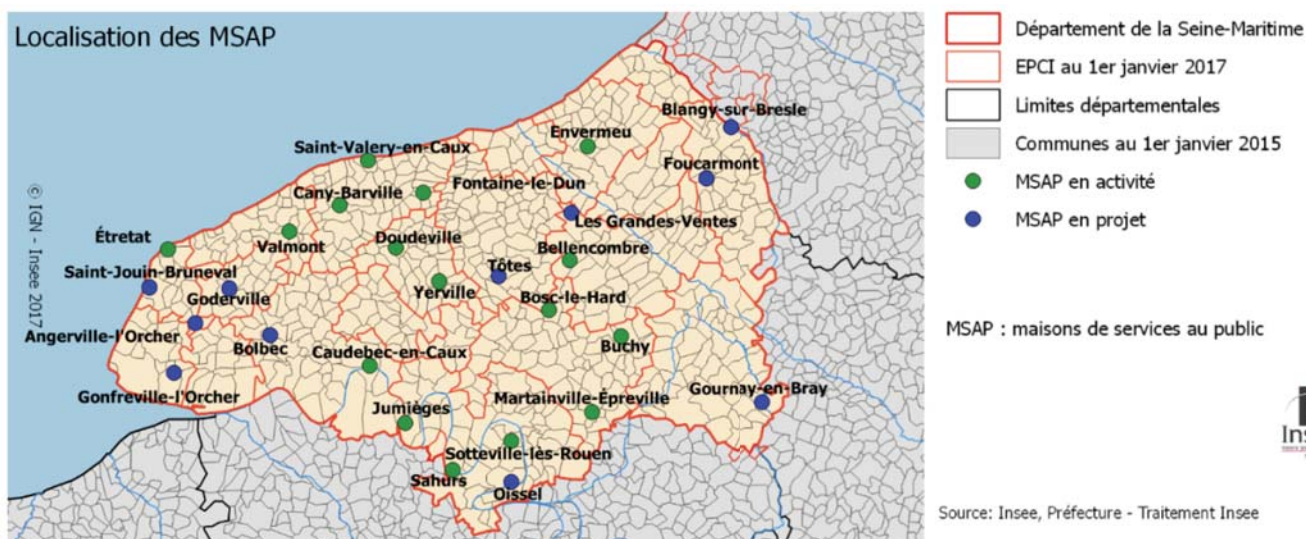 Localisation des MSAP
Blangy-sur-Bresle
Envermeu
Saint-Valery-en-Caux
Foucarmont
Cany-Barville
Fontaine-le-Dun
Les Grandes-Ventes
Étretat
Valmont
Doudeville
Bellencombre
Saint-Jouin-Bruneval
Tôtes
Goderville
Yerville
Bosc-le-Hard
Angerville-l'Orcher
Bolbec
Caudebec-en-Caux
Buchy
Gonfreville-l'Orcher
Gournay-en-Bray
Jumièges
Martainville-Épreville
Sotteville-lès-Rouen
Sahurs
Oissel
© IGN - Insee 2017
Département de la Seine-Maritime
EPCI au 1er janvier 2017
Limites départementales
Communes au 1er janvier 2015
MSAP en activité
MSAP en projet
MSAP : maisons de services au public
Source: Insee, Préfecture - Traitement Insee